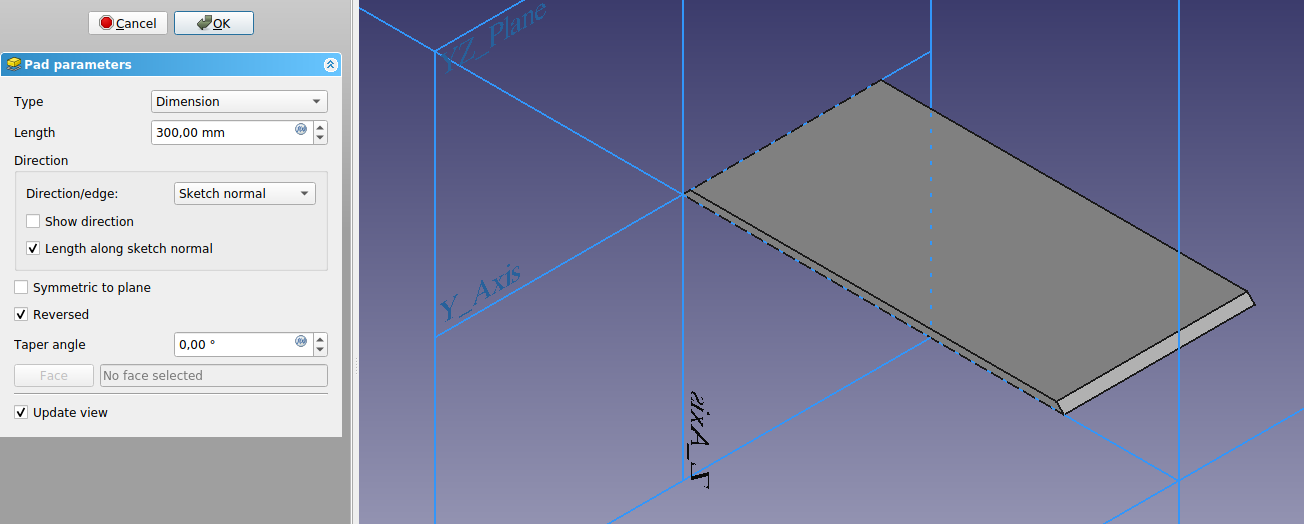 Cancel OK
Pad parameters
Type Dimension
Length 300,00 mm
Direction
Direction/edge: Sketch normal
Show direction
Length along sketch normal
Symmetric to plane
Reversed
Taper angle 0,00 °
Face No face selected
Update view
YZ_Plane
Y_Axis
Z_Axis